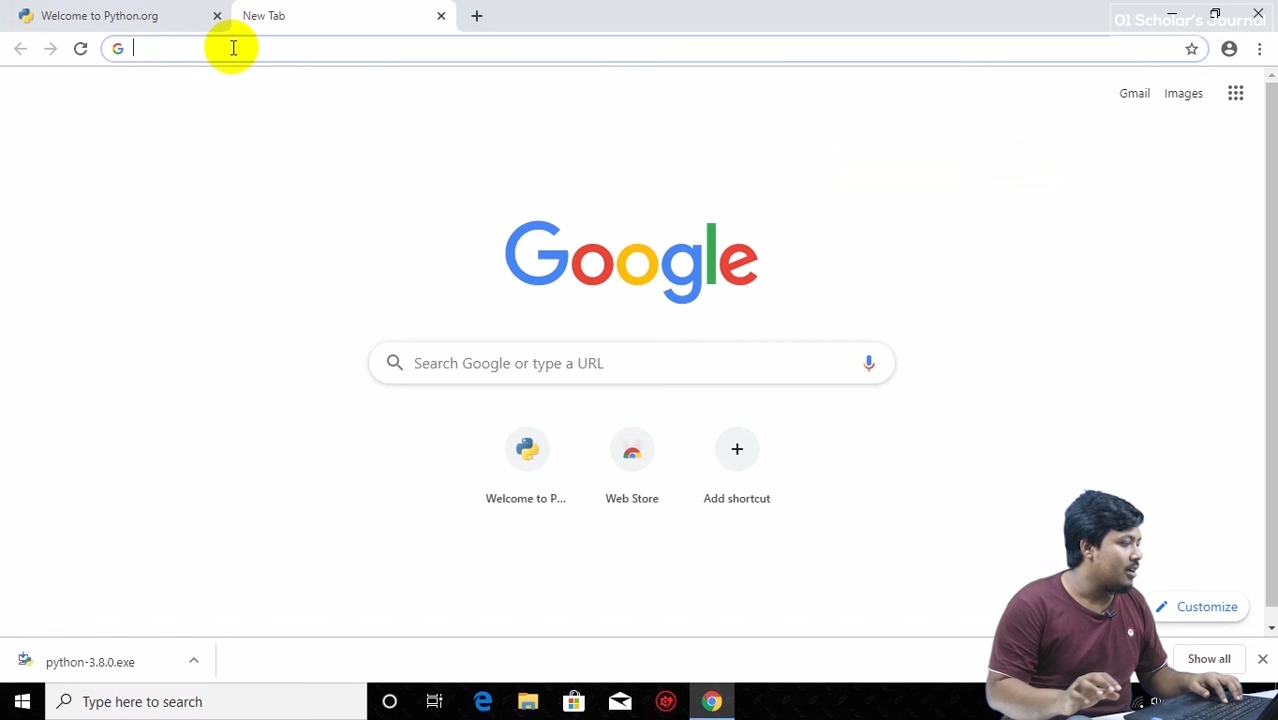 Welcome to Python.org
New Tab
01 Scholar's Journal
Gmail
Images
Google
Search Google or type a URL
Welcome to P...
Web Store
Add shortcut
Customize
python-3.8.0.exe
Show all
Type here to search